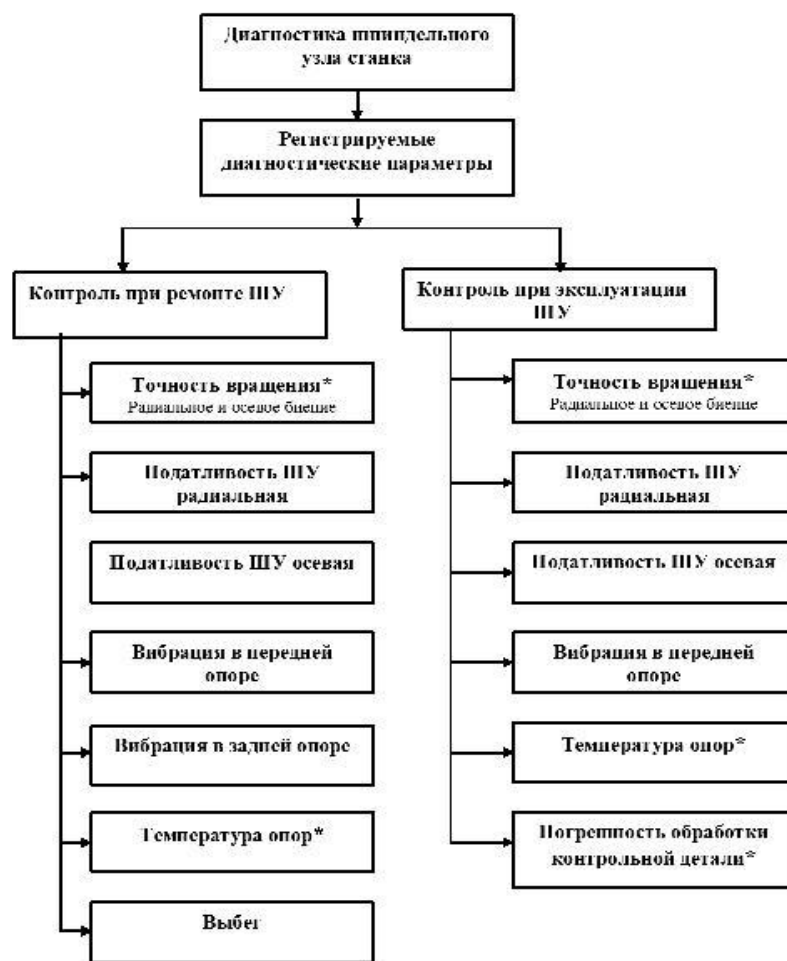 Диагностика шпиндельного
узла станка
Регистрируемые
диагностические параметры
Контроль при ремонте ШУ
Точность вращения*
Радиальное и осевое биение
Податливость ШУ
радиальная
Податливость ШУ осевая
Вибрация в передней
опоре
Вибрация в задней опоре
Температура опор*
Выбег
Контроль при эксплуатации
ШУ
Точность вращения*
Радиальное и осевое биение
Податливость ШУ
радиальная
Податливость ШУ осевая
Вибрация в передней
опоре
Температура опор*
Погрешность обработки
контрольной детали*